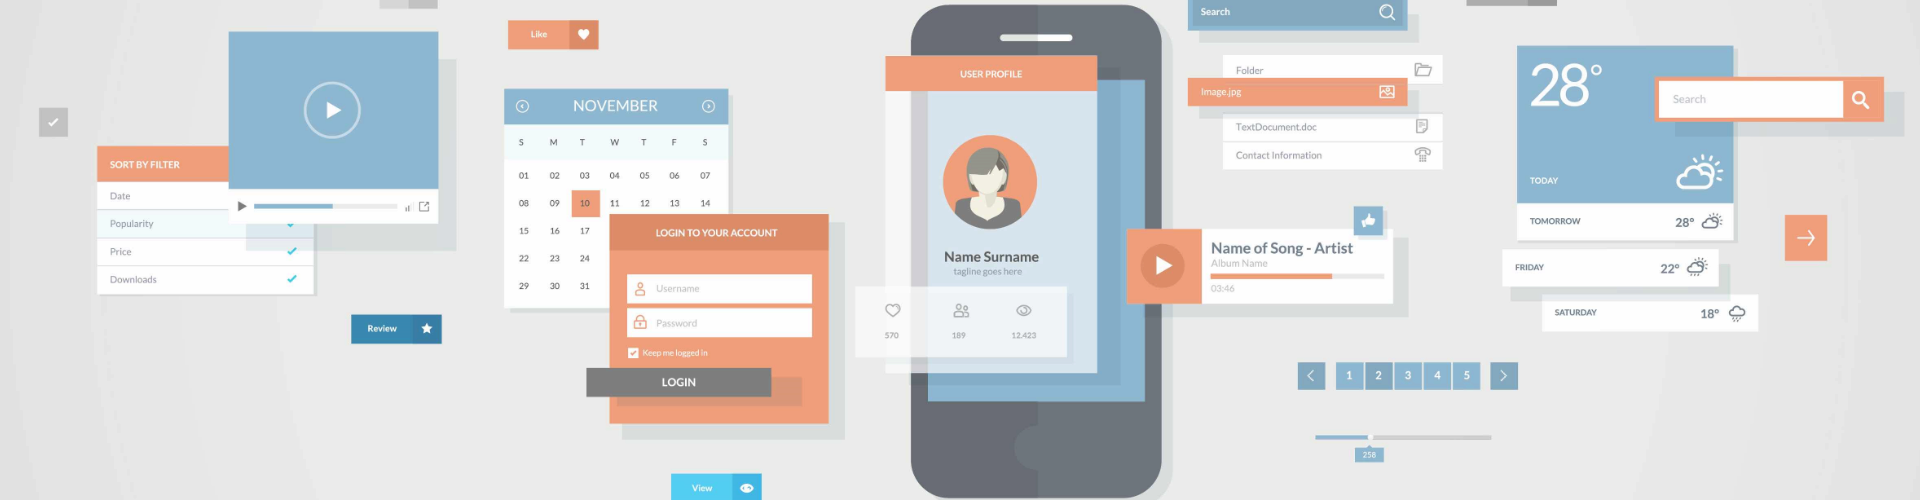 SORT BY FILTER
Date
Popularity
Price
Downloads
Review
Like
NOVEMBER
S M T W T F S
01 02 03 04 05 06 07
08 09 10 11 12 13 14
15 16 17
22 23 24
29 30 31
LOGIN TO YOUR ACCOUNT
Username
Password
Keep me logged in
LOGIN
View
USER PROFILE
Name Surname
tagline goes here
570 189 12.423
Search
Folder
Image.jpg
TextDocument.doc
Contact Information
Name of Song - Artist
Album Name
03:46
1 2 3 4 5
258
28°
TODAY
TOMORROW 28°
FRIDAY 22°
SATURDAY 18°
Search